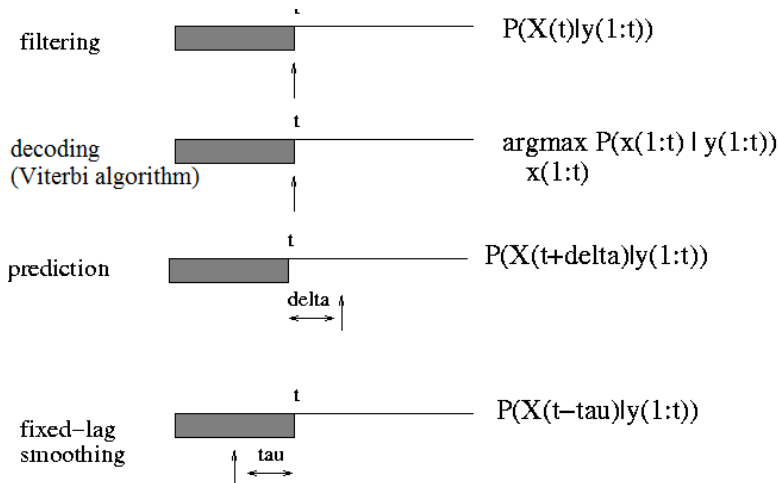 filtering
P(X(t)|y(1:t))
t
decoding
(Viterbi algorithm)
argmax P(x(1:t) | y(1:t))
x(1:t)
t
prediction
P(X(t+delta)|y(1:t))
delta
t
fixed-lag
smoothing
P(X(t-tau)|y(1:t))
tau